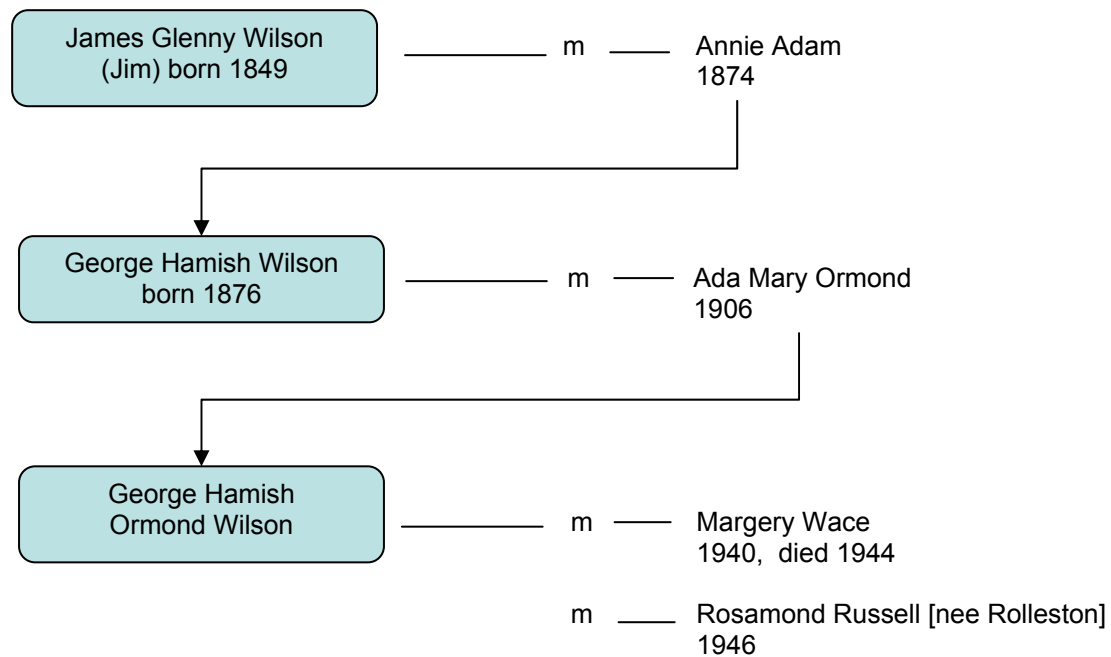 James Glenny Wilson
(Jim) born 1849
m
Annie Adam
1874
George Hamish Wilson
born 1876
m
Ada Mary Ormond
1906
George Hamish
Ormond Wilson
m
Margery Wace
1940, died 1944
m
Rosamond Russell [nee Rolleston]
1946